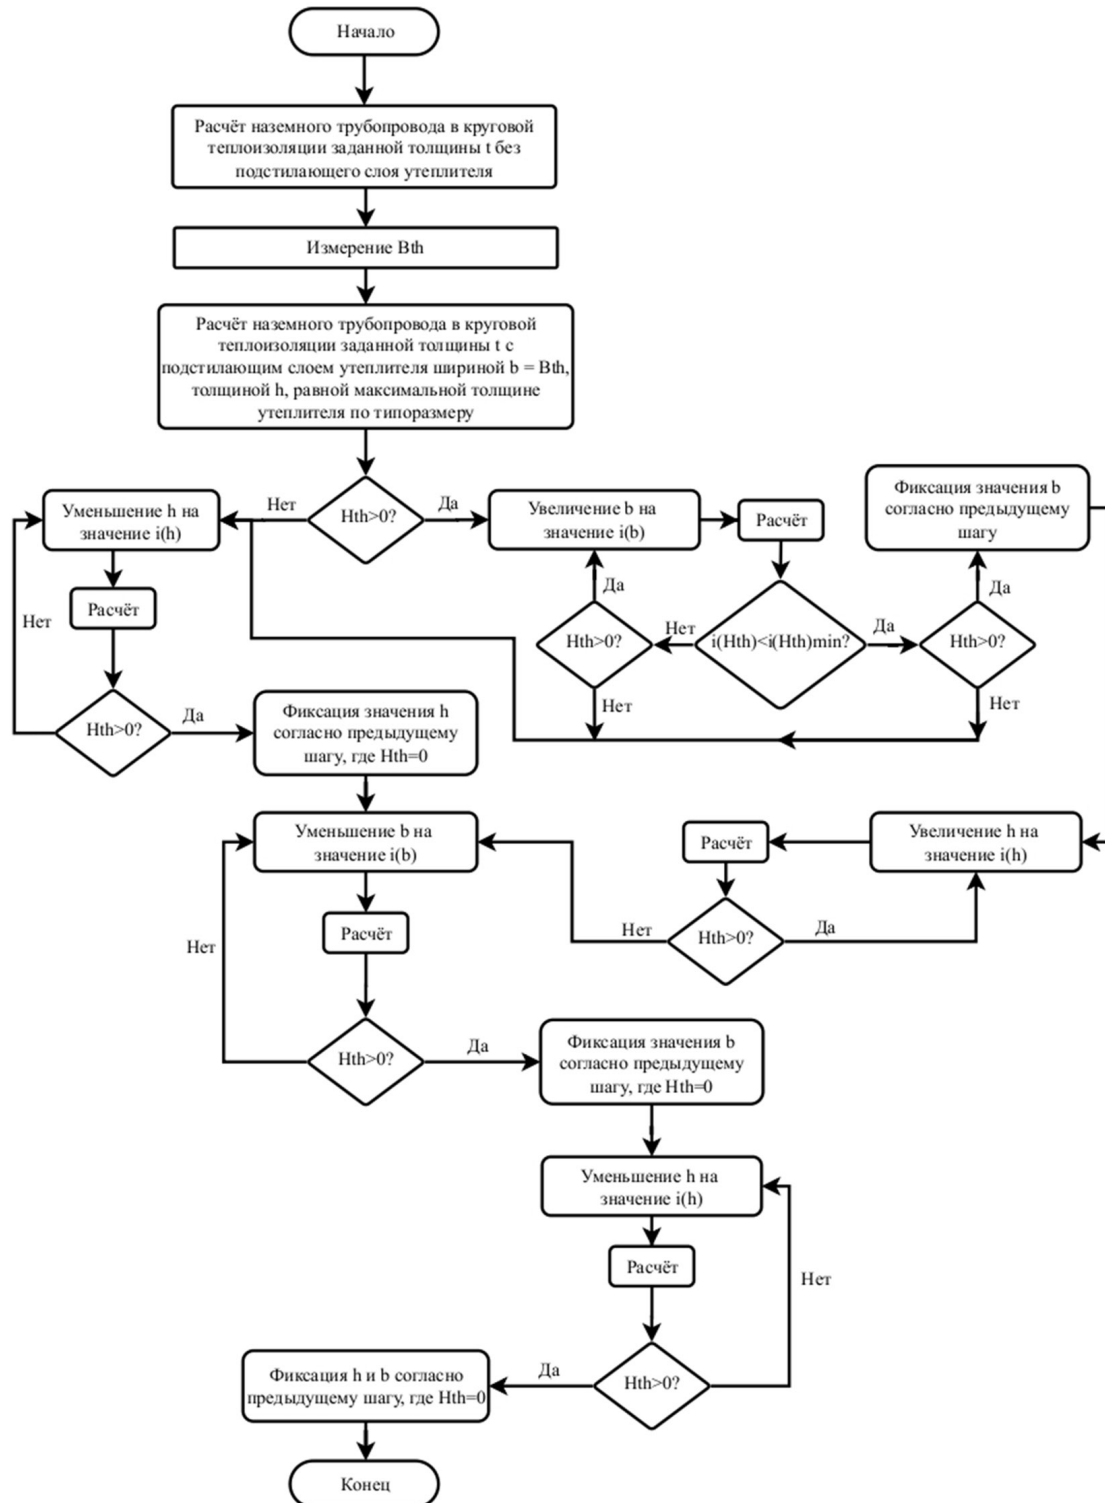 Начало
Расчёт наземного трубопровода в круговой
теплоизоляции заданной толщины t без
подстилающего слоя утеплителя
Измерение Bth
Расчёт наземного трубопровода в круговой
теплоизоляции заданной толщины t с
подстилающим слоем утеплителя шириной b = Bth,
толщиной h, равной максимальной толщине
утеплителя по типоразмеру
Hth>0?
Нет
Да
Уменьшение h на
значение i(h)
Расчёт
Hth>0?
Нет
Да
Увеличение b на
значение i(b)
Расчёт
i(Hth)<i(Hth)min?
Нет
Да
Hth>0?
Да
Нет
Hth>0?
Да
Нет
Фиксация значения b
согласно предыдущему
шагу
Фиксация значения h
согласно предыдущему
шагу, где Hth=0
Уменьшение b на
значение i(b)
Расчёт
Hth>0?
Нет
Да
Увеличение h на
значение i(h)
Расчёт
Hth>0?
Нет
Да
Фиксация значения b
согласно предыдущему
шагу, где Hth=0
Уменьшение h на
значение i(h)
Расчёт
Hth>0?
Нет
Да
Фиксация h и b согласно
предыдущему шагу, где Hth=0
Конец